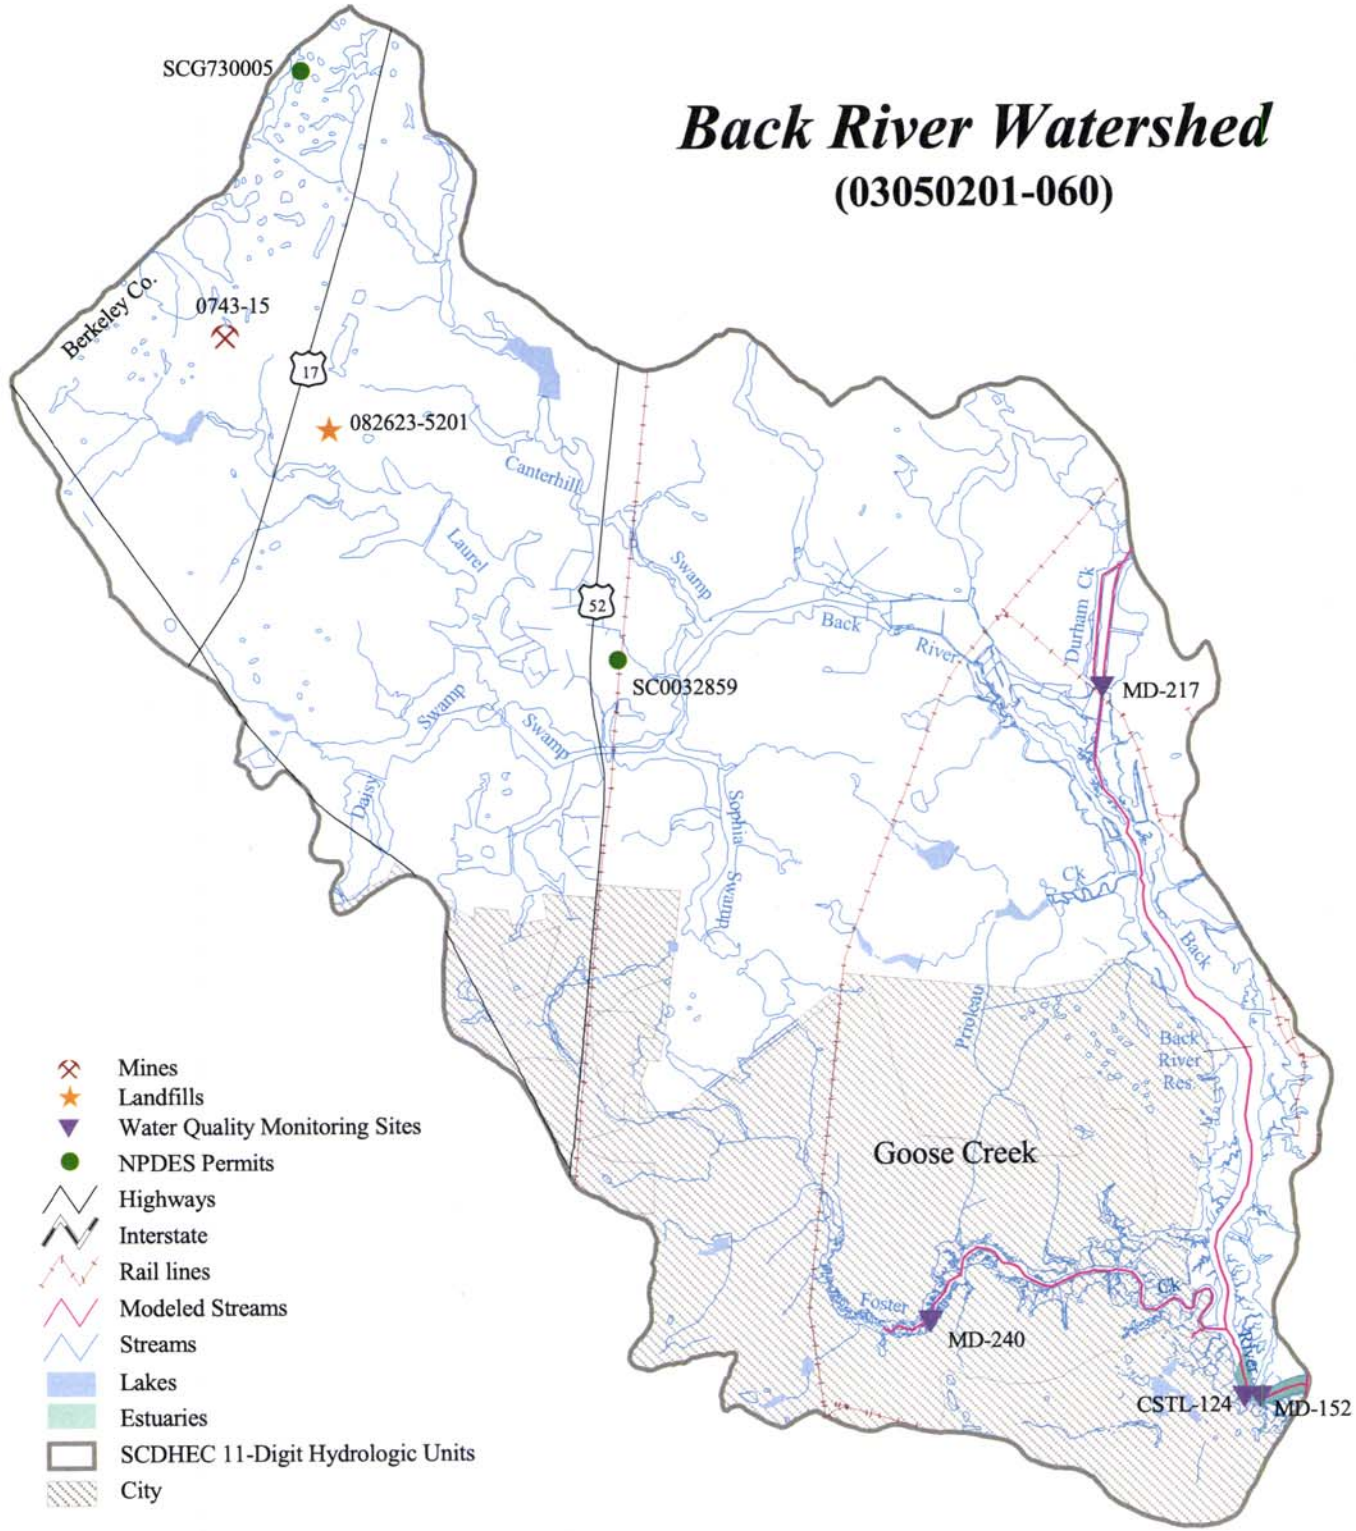 Back River Watershed
(03050201-060)
SCG730005
Berkeley Co.
0743-15
17
082623-5201
Canterhill
Laurel
Swamp
52
Back
River
Durham Ck
SC0032859
MD-217
Swamp
Swamp
Daisy
Sophia
Swamp
Ck
Back
Prioleau
Back
River
Res.
Goose Creek
Foster
Ck
River
MD-240
CSTL-124
MD-152
Mines
Landfills
Water Quality Monitoring Sites
NPDES Permits
Highways
Interstate
Rail lines
Modeled Streams
Streams
Lakes
Estuaries
SCDHEC 11-Digit Hydrologic Units
City